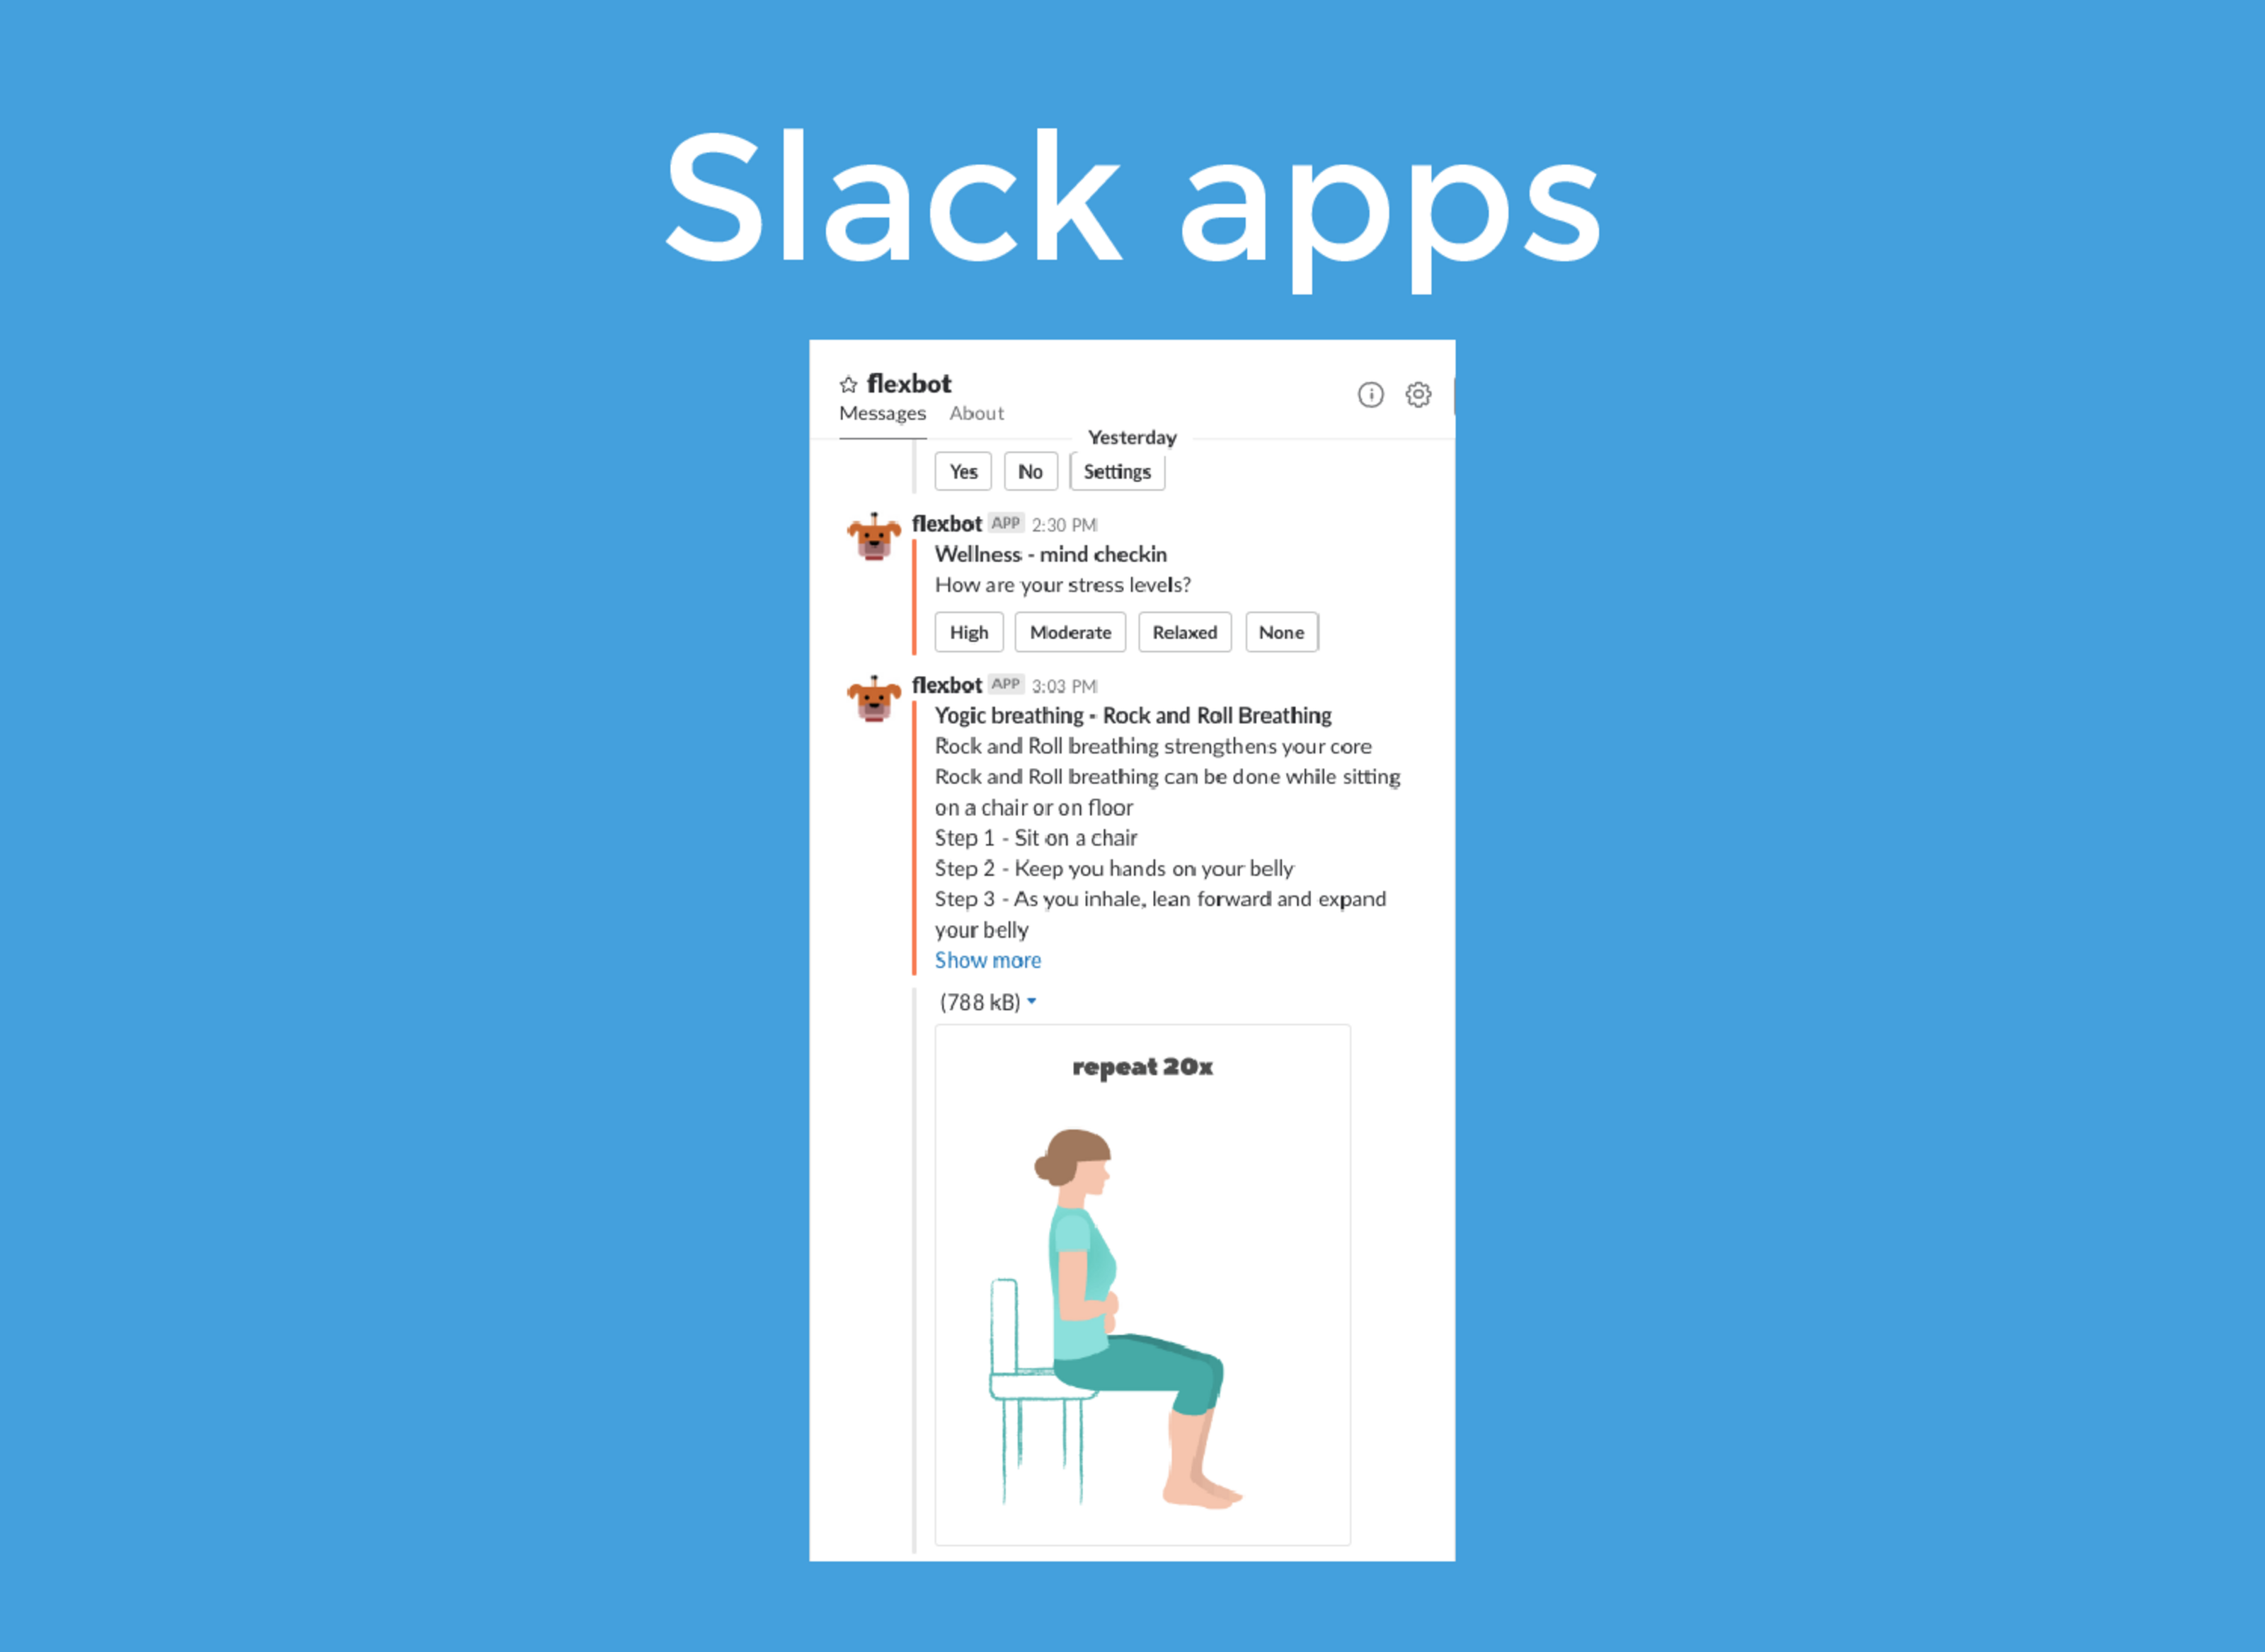 Slack apps
flexbot
Messages About
Yesterday
Yes No Settings
flexbot APP 2:30 PM
Wellness - mind checkin
How are your stress levels?
High Moderate Relaxed None
flexbot APP 3:03 PM
Yogic breathing - Rock and Roll Breathing
Rock and Roll breathing strengthens your core
Rock and Roll breathing can be done while sitting
on a chair or on floor
Step 1 - Sit on a chair
Step 2 - Keep you hands on your belly
Step 3 - As you inhale, lean forward and expand
your belly
Show more
(788 kB)
repeat 20x